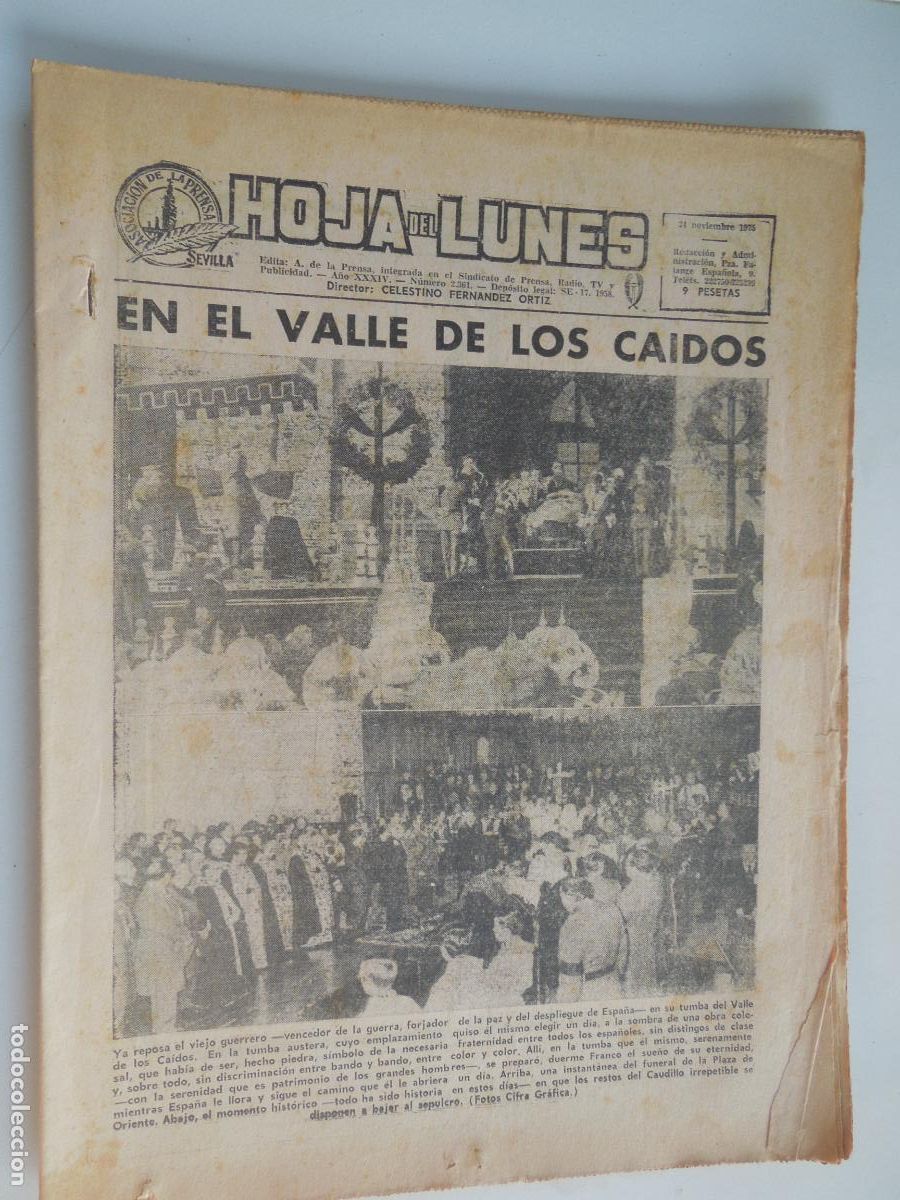 ASOCIACION DE LA PRENSA
SEVILLA
HOJA DEL LUNES
Edita: A. de la Prensa, integrada en el Sindicato de Prensa, Radio, TV y
Publicidad. — Año XXXIV. — Número 2.361. — Depósito legal: SE - 17. 1958.
Director: CELESTINO FERNANDEZ ORTIZ
24 noviembre 1975
Redacción y Admi-
nistración, Pza. Fa-
lange Española, 9.
Teléfs.
9 PESETAS
EN EL VALLE DE LOS CAIDOS
Ya reposa el viejo guerrero —vencedor de la guerra, forjador de la paz y del despliegue de España— en su tumba del Valle
de los Caídos. En la tumba austera, cuyo emplazamiento quiso él mismo elegir un día, a la sombra de una obra colo-
sal, que había de ser, hecho piedra, símbolo de la necesaria fraternidad entre todos los españoles, sin distingos de clase
y, sobre todo, sin discriminación entre bando y bando, entre color y color. Allí, en la tumba que él mismo, serenamente
—con la serenidad que es patrimonio de los grandes hombres—, se preparó, duerme Franco el sueño de su eternidad,
mientras España le llora y sigue el camino que él le abriera un día. Arriba, una instantánea del funeral de la Plaza de
Oriente. Abajo, el momento histórico —todo ha sido historia en estos días— en que los restos del Caudillo irrepetible se
disponen a bajar al sepulcro. (Fotos Cifra Gráfica.)
todocoleccion